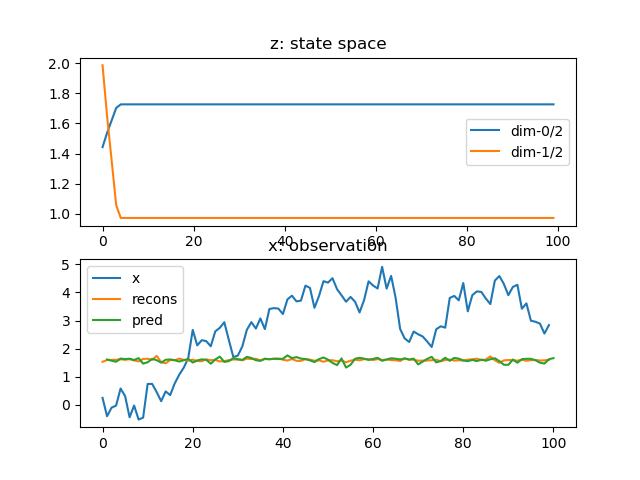 z: state space
2.0
1.8
1.6
1.4
1.2
1.0
dim-0/2
dim-1/2
0 20 40 60 80 100
x: observation
5
4
3
2
1
0
x
recons
pred
0 20 40 60 80 100